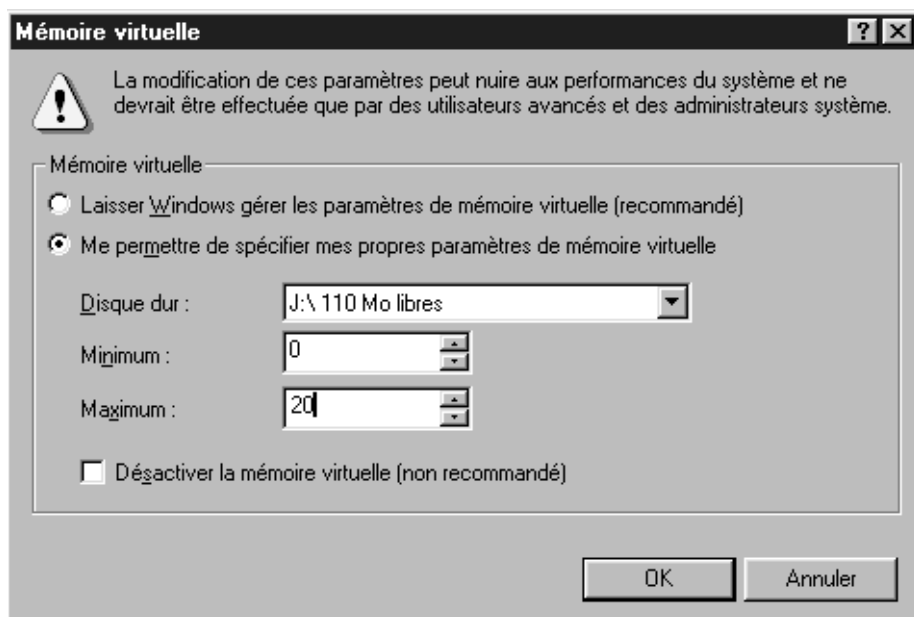 Mémoire virtuelle
La modification de ces paramètres peut nuire aux performances du système et ne
devrait être effectuée que par des utilisateurs avancés et des administrateurs système.
Mémoire virtuelle
Laisser Windows gérer les paramètres de mémoire virtuelle (recommandé)
Me permettre de spécifier mes propres paramètres de mémoire virtuelle
Disque dur : J:\ 110 Mo libres
Minimum : 0
Maximum : 20
Désactiver la mémoire virtuelle (non recommandé)
OK Annuler